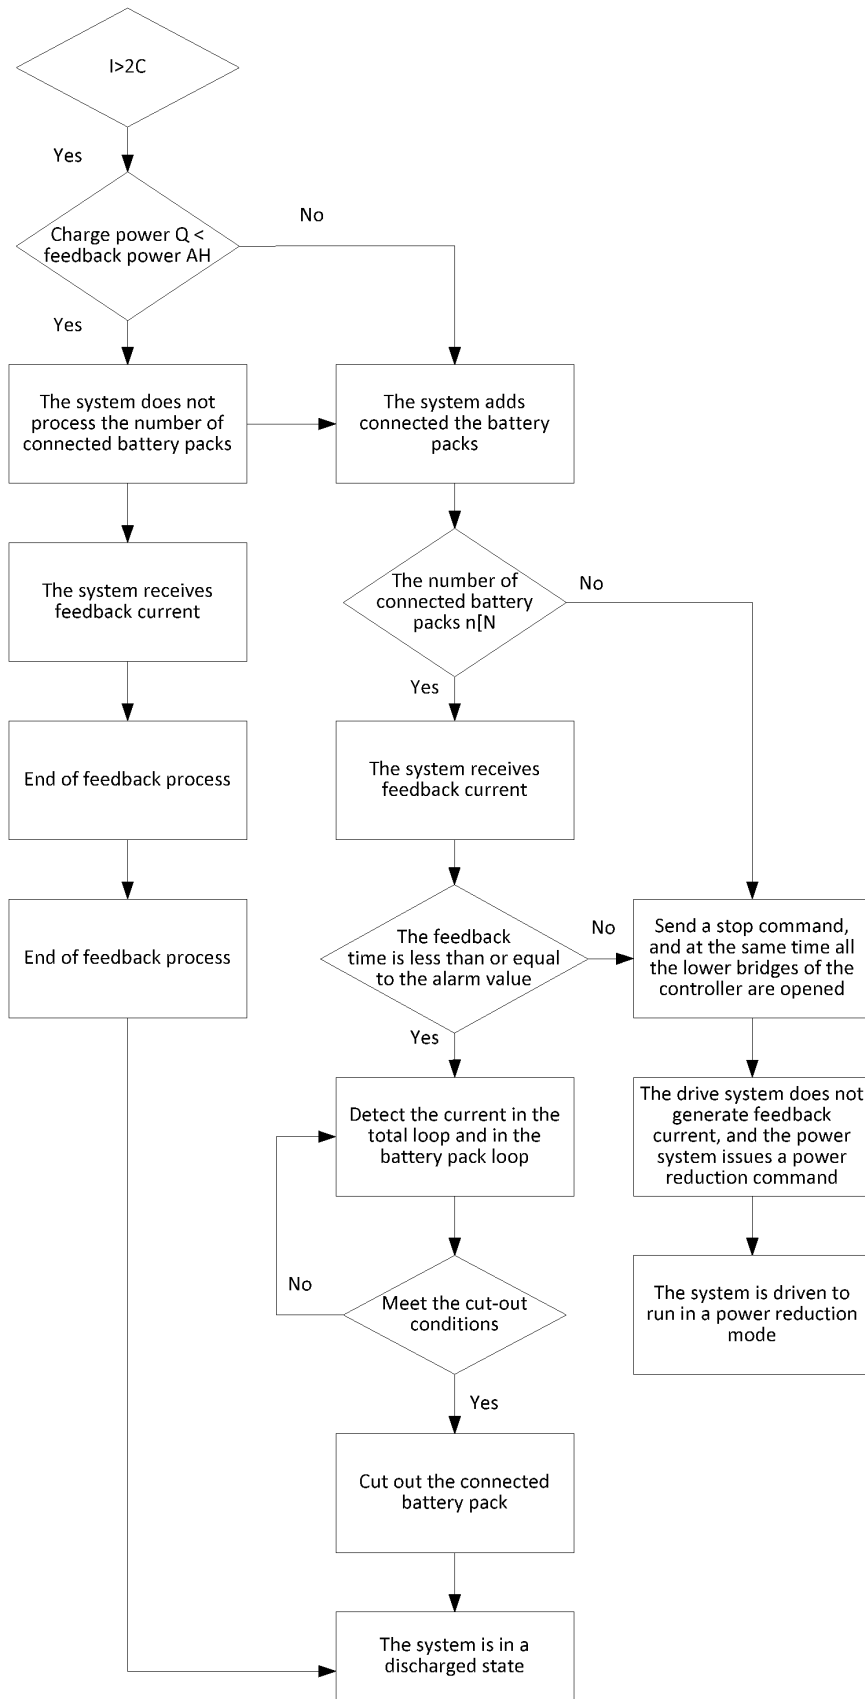 I>2C
Yes
Charge power Q <
feedback power AH
No
Yes
The system does not
process the number of
connected battery packs
The system adds
connected the battery
packs
The system receives
feedback current
The number of
connected battery
packs n[N
No
Yes
End of feedback process
The system receives
feedback current
End of feedback process
The feedback
time is less than or equal
to the alarm value
No
Send a stop command,
and at the same time all
the lower bridges of the
controller are opened
Yes
Detect the current in the
total loop and in the
battery pack loop
The drive system does not
generate feedback
current, and the power
system issues a power
reduction command
No
Meet the cut-out
conditions
The system is driven to
run in a power reduction
mode
Yes
Cut out the connected
battery pack
The system is in a
discharged state